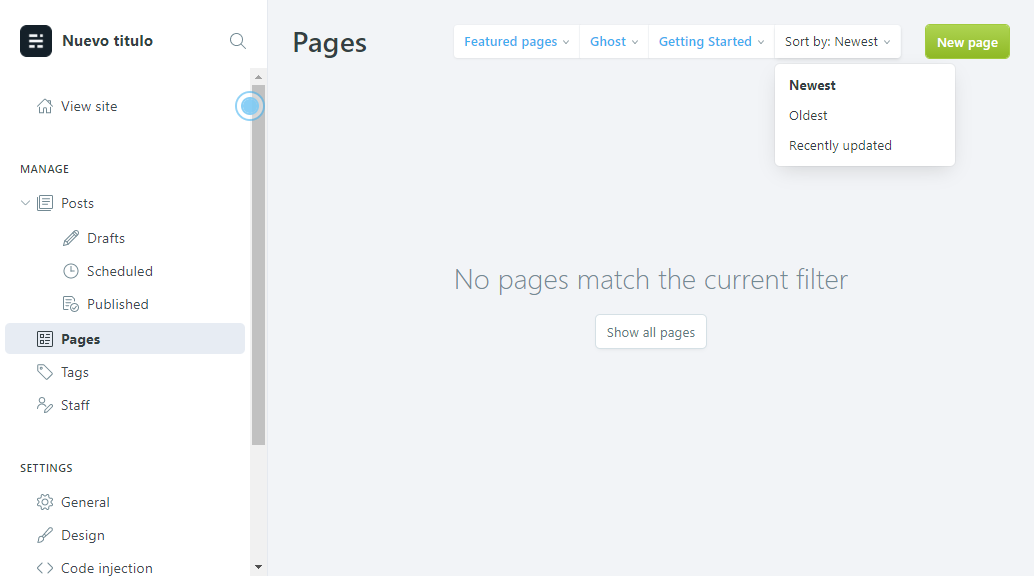 Nuevo titulo
View site
MANAGE
Posts
Drafts
Scheduled
Published
Pages
Tags
Staff
SETTINGS
General
Design
Code injection
Pages
Featured pages
Ghost
Getting Started
Sort by: Newest
New page
Newest
Oldest
Recently updated
No pages match the current filter
Show all pages